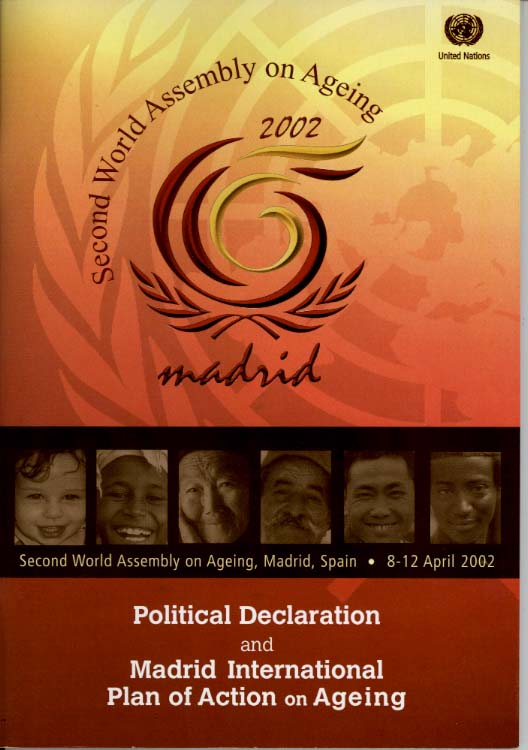 United Nations
Second World Assembly on Ageing
2002
madrid
Second World Assembly on Ageing, Madrid, Spain • 8-12 April 2002
Political Declaration
and
Madrid International
Plan of Action on Ageing